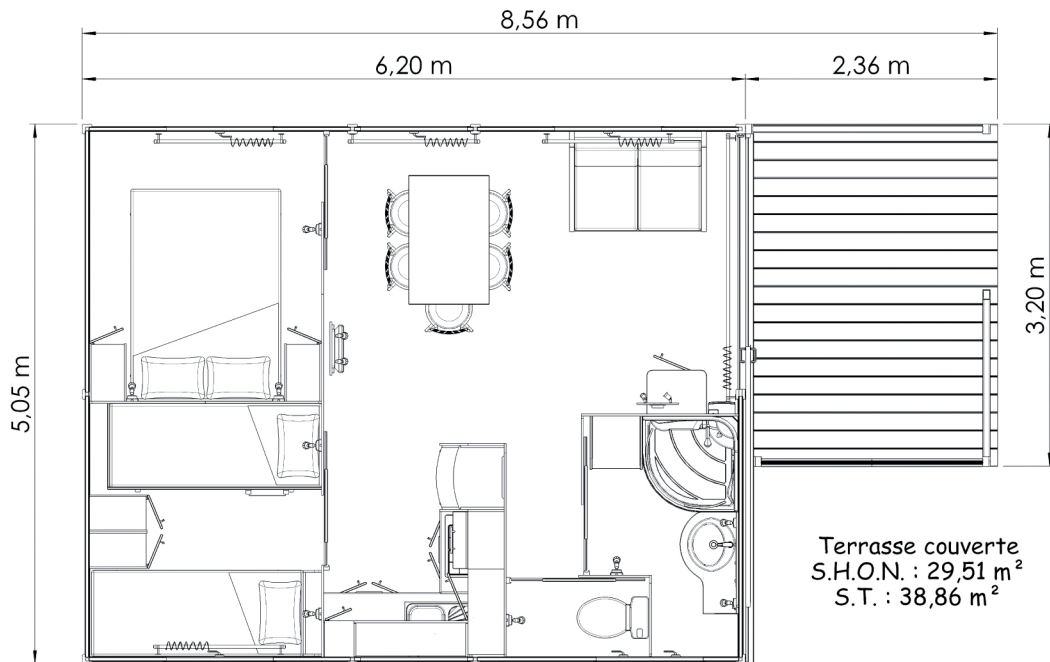 8,56 m
6,20 m
2,36 m
5,05 m
3,20 m
Terrasse couverte
S.H.O.N. : 29,51 m²
S.T. : 38,86 m²